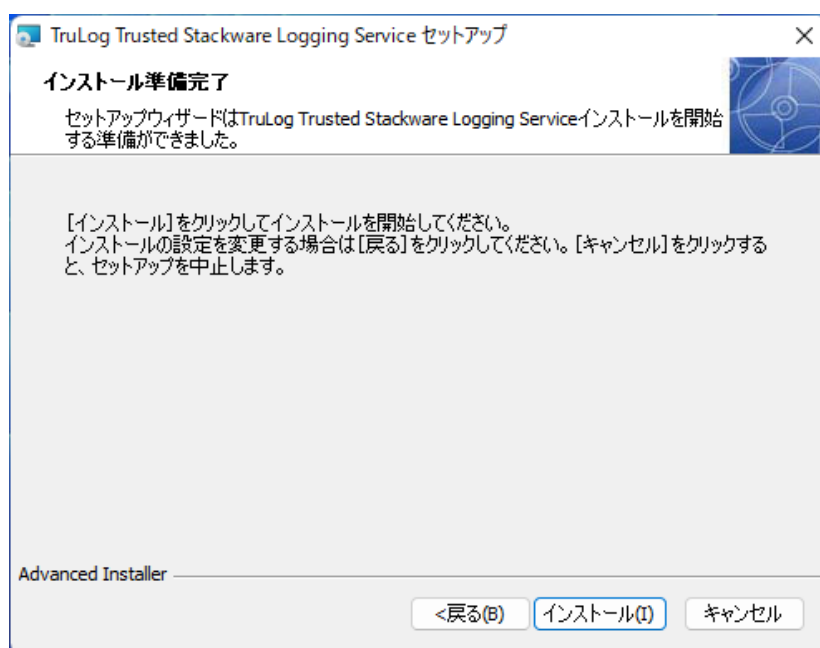 TruLog Trusted Stackware Logging Service セットアップ
インストール準備完了
セットアップウィザードはTruLog Trusted Stackware Logging Serviceインストールを開始
する準備ができました。
[インストール]をクリックしてインストールを開始してください。
インストールの設定を変更する場合は[戻る]をクリックしてください。[キャンセル]をクリックする
と、セットアップを中止します。
Advanced Installer
<戻る(B)
インストール(I)
キャンセル